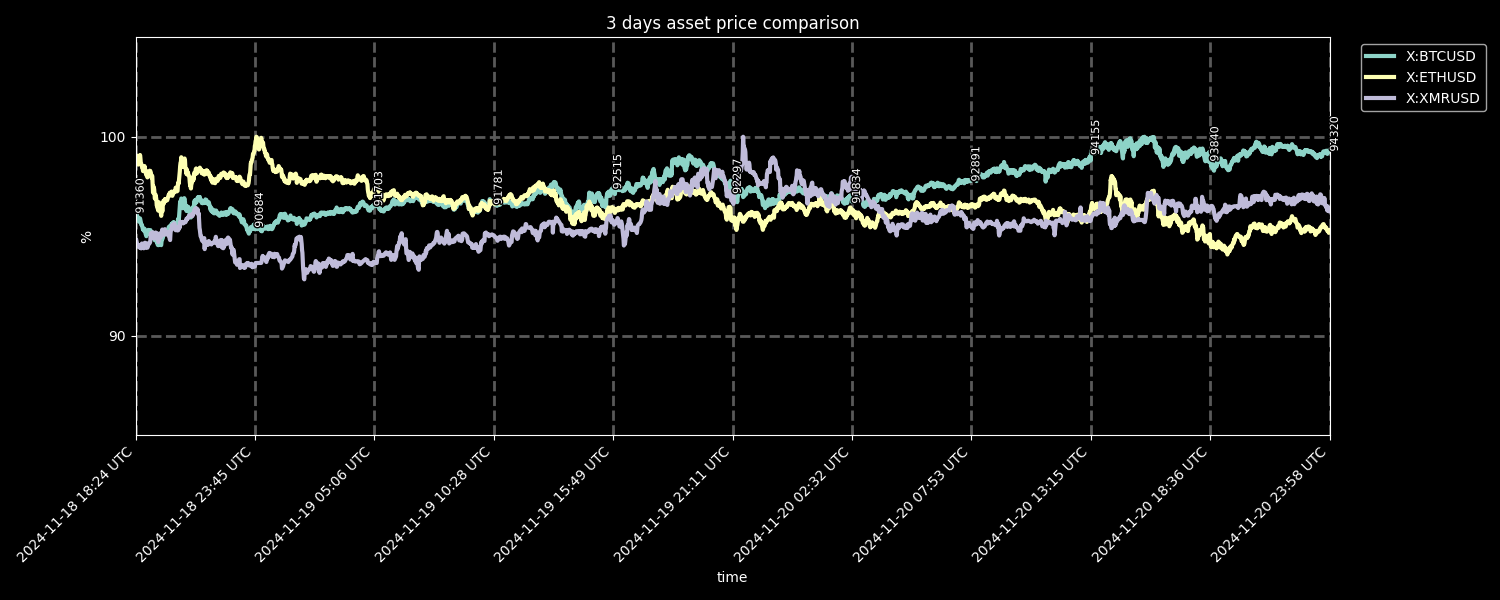 3 days asset price comparison
X:BTCUSD
X:ETHUSD
X:XMRUSD
100
90
%
91360
90684
91703
91781
92515
92297
91834
92891
94155
93840
94320
2024-11-18 18:24 UTC
2024-11-18 23:45 UTC
2024-11-19 05:06 UTC
2024-11-19 10:28 UTC
2024-11-19 15:49 UTC
2024-11-19 21:11 UTC
2024-11-20 02:32 UTC
2024-11-20 07:53 UTC
2024-11-20 13:15 UTC
2024-11-20 18:36 UTC
2024-11-20 23:58 UTC
time